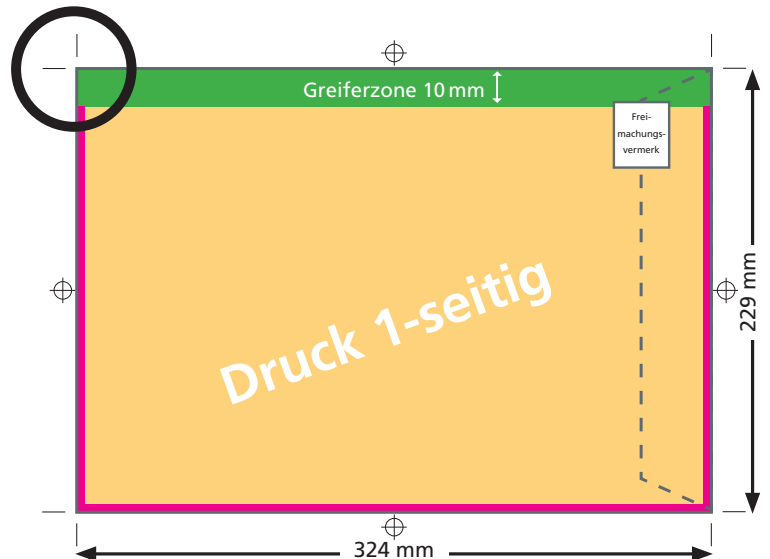 Greiferzone 10 mm
Frei-
machungs-
vermerk
Druck 1-seitig
229 mm
324 mm